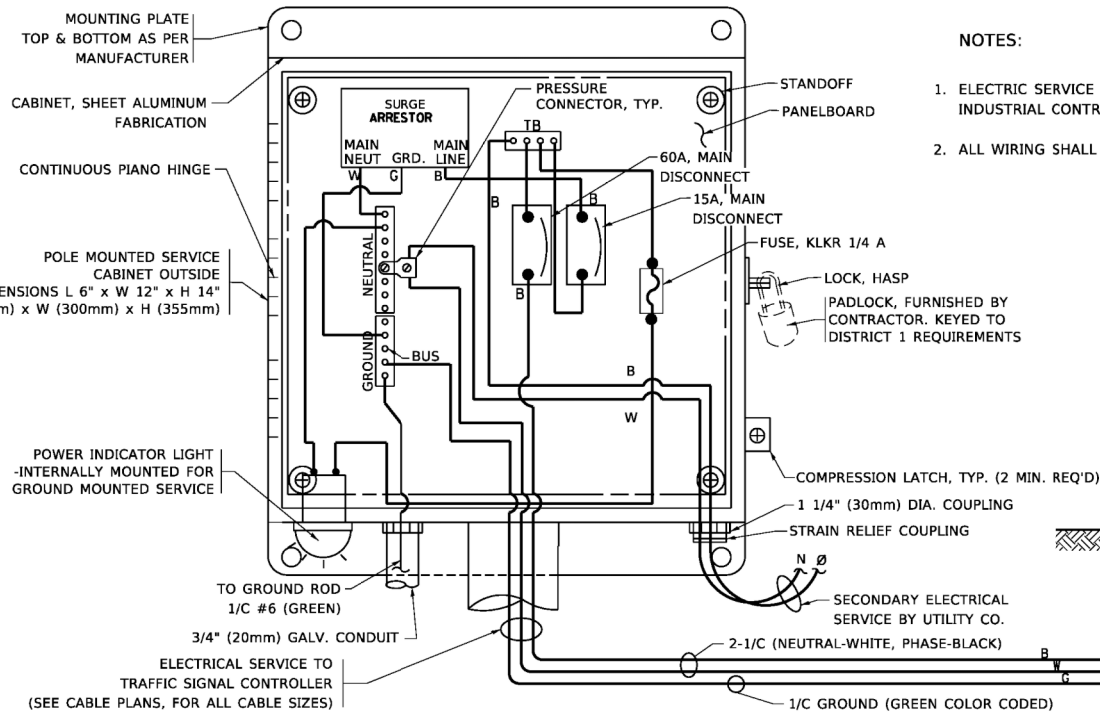 MOUNTING PLATE
TOP & BOTTOM AS PER
MANUFACTURER
CABINET, SHEET ALUMINUM
FABRICATION
CONTINUOUS PIANO HINGE
POLE MOUNTED SERVICE
CABINET OUTSIDE
ENSIONS L 6" x W 12" x H 14"
m) x W (300mm) x H (355mm)
POWER INDICATOR LIGHT
-INTERNALLY MOUNTED FOR
GROUND MOUNTED SERVICE
TO GROUND ROD
1/C #6 (GREEN)
3/4" (20mm) GALV. CONDUIT
ELECTRICAL SERVICE TO
TRAFFIC SIGNAL CONTROLLER
(SEE CABLE PLANS, FOR ALL CABLE SIZES)
SURGE
ARRESTOR
MAIN
NEUT
GRD.
MAIN
LINE
W
G
B
PRESSURE
CONNECTOR, TYP.
TB
60A, MAIN
DISCONNECT
15A, MAIN
DISCONNECT
B
B
B
NEUTRAL
GROUND
BUS
B
W
FUSE, KLKR 1/4 A
STANDOFF
PANELBOARD
LOCK, HASP
PADLOCK, FURNISHED BY
CONTRACTOR. KEYED TO
DISTRICT 1 REQUIREMENTS
COMPRESSION LATCH, TYP. (2 MIN. REQ'D)
1 1/4" (30mm) DIA. COUPLING
STRAIN RELIEF COUPLING
N Ø
SECONDARY ELECTRICAL
SERVICE BY UTILITY CO.
2-1/C (NEUTRAL-WHITE, PHASE-BLACK)
B
W
G
1/C GROUND (GREEN COLOR CODED)
NOTES:
1. ELECTRIC SERVICE
INDUSTRIAL CONTR
2. ALL WIRING SHALL